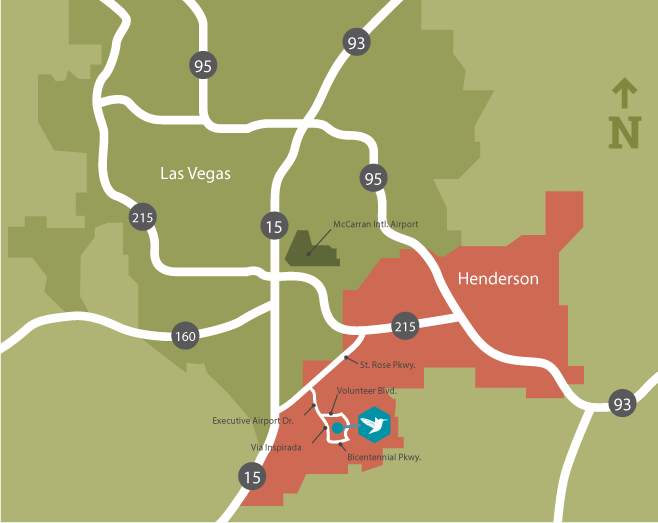 93
95
N
Las Vegas
95
215
15
McCarran Intl. Airport
Henderson
215
160
St. Rose Pkwy.
Volunteer Blvd.
93
Executive Airport Dr.
Via Inspirada
Bicentennial Pkwy.
15